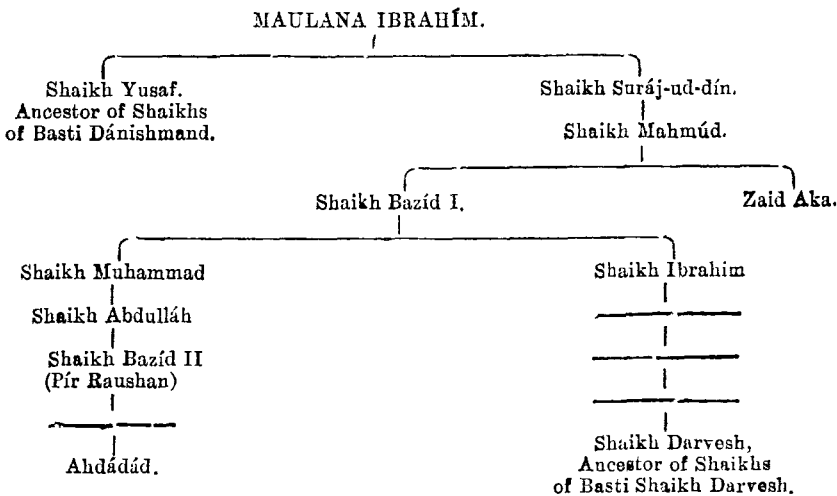 MAULANA IBRAHÍM.
Shaikh Yusaf.
Ancestor of Shaikhs
of Basti Dánishmand.
Shaikh Suráj-ud-dín.
Shaikh Mahmúd.
Shaikh Bazíd I.
Zaid Aka.
Shaikh Muhammad
Shaikh Abdulláh
Shaikh Bazíd II
(Pír Raushan)
Ahdádád.
Shaikh Ibrahim
Shaikh Darvesh,
Ancestor of Shaikhs
of Basti Shaikh Darvesh.